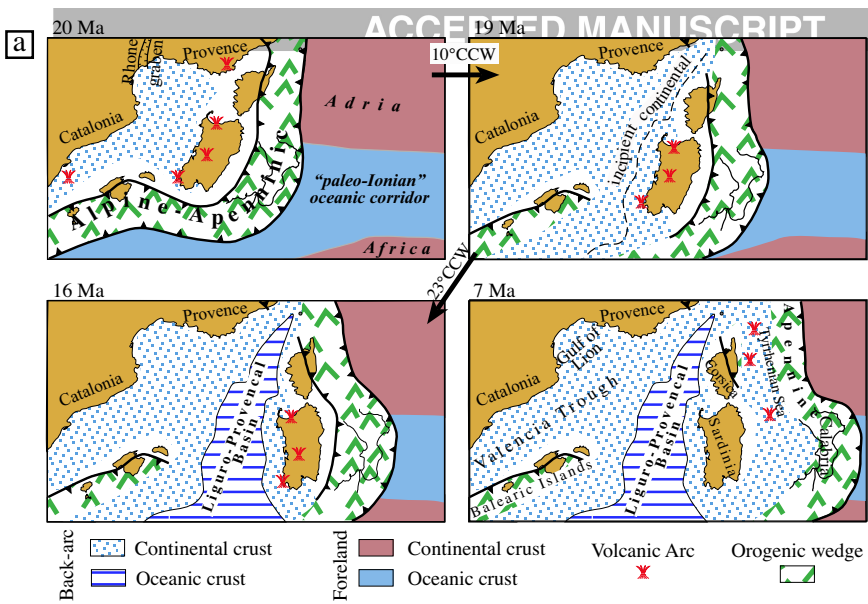 ACCEPTED MANUSCRIPT
a
20 Ma
Rhone
graben
Provence
Catalonia
Adria
"paleo-Ionian"
oceanic corridor
Alpine-Apenninic
Africa
10°CCW
19 Ma
Provence
Catalonia
incipient continental
23°CCW
16 Ma
Provence
Catalonia
Liguro-Provencal
Basin
7 Ma
Provence
Catalonia
Gulf of
Lion
Valencia Trough
Balearic Islands
Liguro-Provencal
Basin
Corsica
Sardinia
Tyrrhenian Sea
Apennine
Calabria
Back-arc
Continental crust
Oceanic crust
Foreland
Continental crust
Oceanic crust
Volcanic Arc
Orogenic wedge